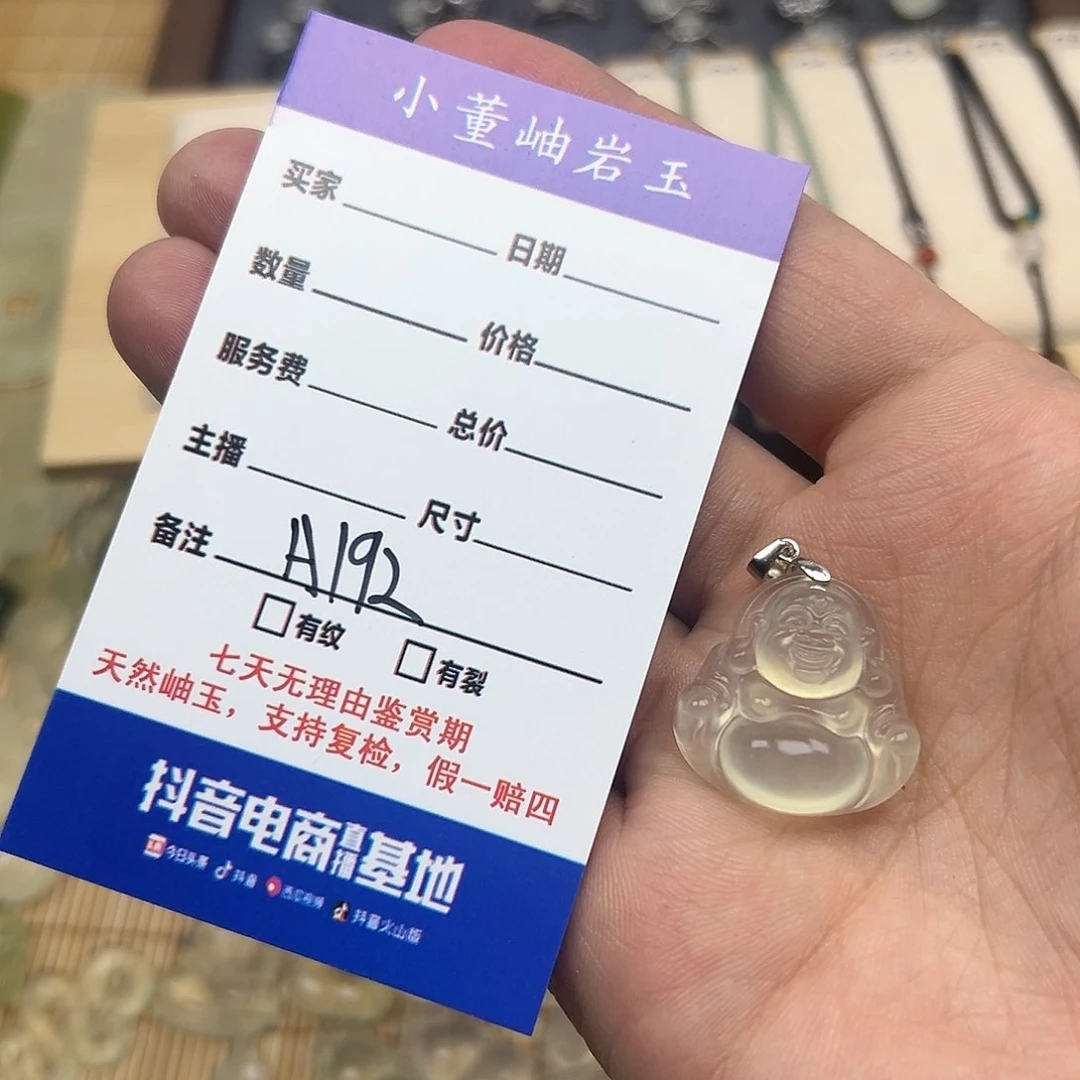 小董岫岩玉
买家 日期
数量 价格
服务费 总价
主播 尺寸
备注 A192
有纹 有裂
七天无理由鉴赏期
天然岫玉，支持复检，假一赔四
抖音电商直播基地
今日头条 抖音 西瓜视频 抖音火山版